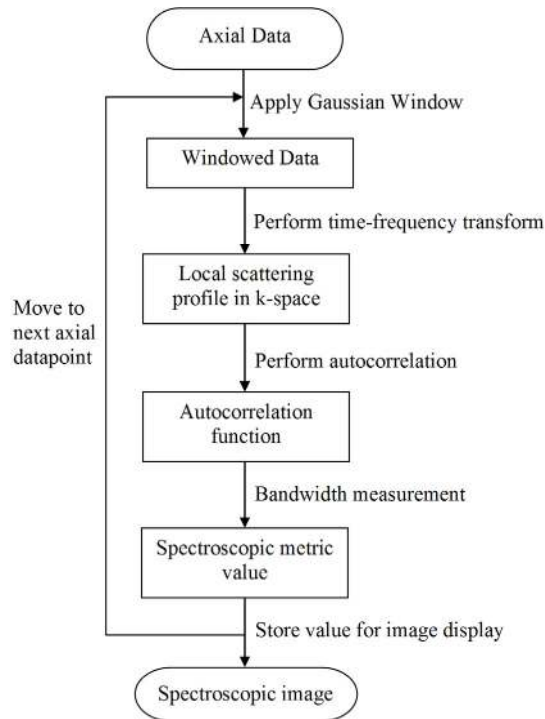 Axial Data
Apply Gaussian Window
Windowed Data
Perform time-frequency transform
Local scattering
profile in k-space
Move to
next axial
datapoint
Perform autocorrelation
Autocorrelation
function
Bandwidth measurement
Spectroscopic metric
value
Store value for image display
Spectroscopic image